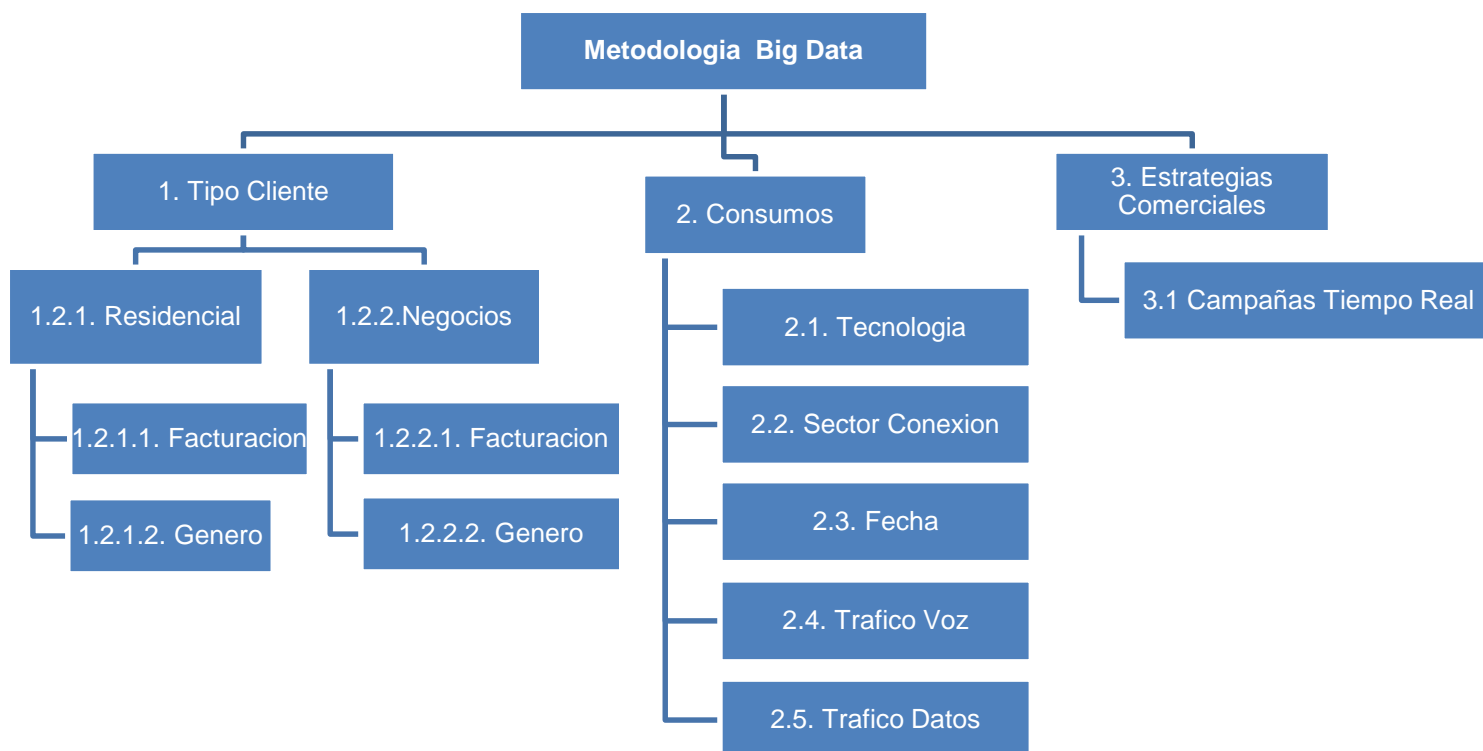 Metodologia  Big Data
1. Tipo Cliente
1.2.1. Residencial
1.2.1.1. Facturacion
1.2.1.2. Genero
1.2.2.Negocios
1.2.2.1. Facturacion
1.2.2.2. Genero
2. Consumos
2.1. Tecnologia
2.2. Sector Conexion
2.3. Fecha
2.4. Trafico Voz
2.5. Trafico Datos
3. Estrategias
Comerciales
3.1 Campañas Tiempo Real